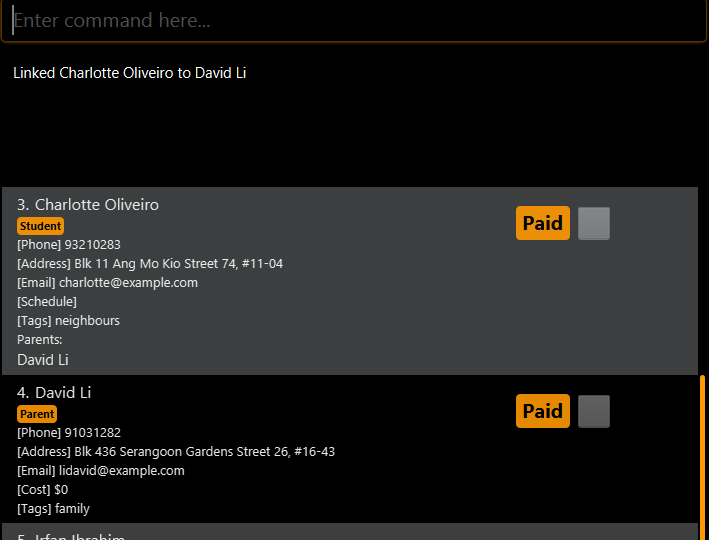 Enter command here...
Linked Charlotte Oliveiro to David Li
3. Charlotte Oliveiro
Paid
Student
[Phone] 93210283
[Address] Blk 11 Ang Mo Kio Street 74, #11-04
[Email] charlotte@example.com
[Schedule]
[Tags] neighbours
Parents:
David Li
4. David Li
Paid
Parent
[Phone] 91031282
[Address] Blk 436 Serangoon Gardens Street 26, #16-43
[Email] lidavid@example.com
[Cost] $0
[Tags] family
5. Irfan Ibrahim